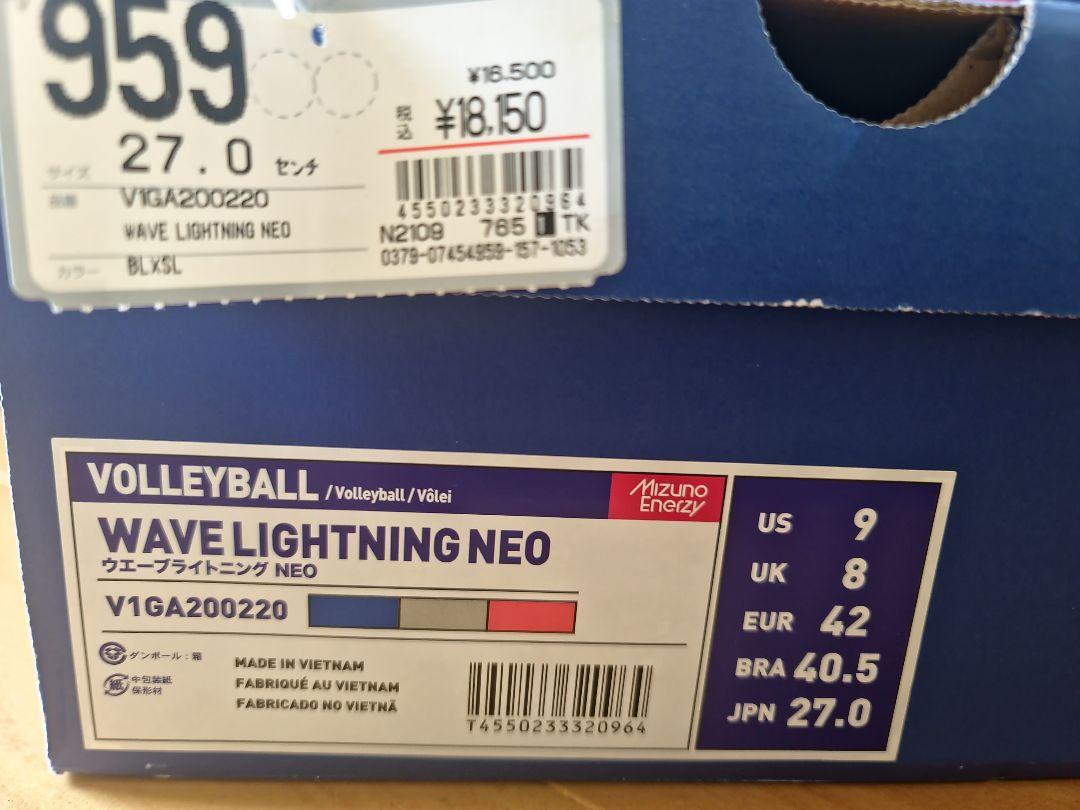 959
¥16.500
税込 ¥18,150
サイズ 27.0 センチ
4550233320964
V1GA200220
WAVE LIGHTNING NEO
N2109 765 TK
カラー BLXSL
0379-07454959-157-1053
VOLLEYBALL /Volleyball/Vôlei
Mizuno Enerzy
WAVE LIGHTNING NEO
ウエーブライトニング NEO
V1GA200220
ダンボール : 箱
紙 中包装紙
保形材
MADE IN VIETNAM
FABRIQUÉ AU VIETNAM
FABRICADO NO VIETNÃ
T4550233320964
US 9
UK 8
EUR 42
BRA 40.5
JPN 27.0